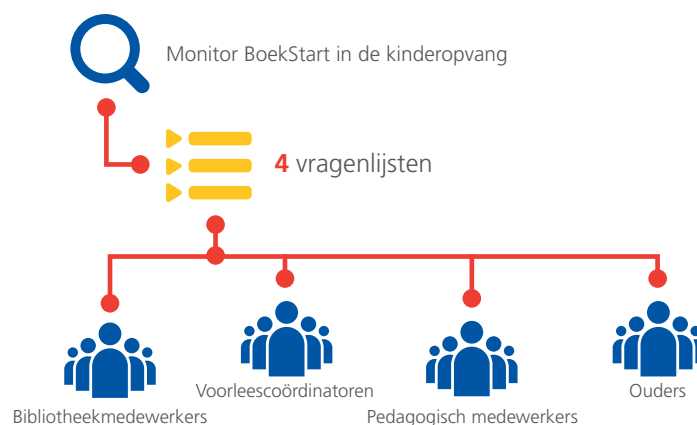 Monitor BoekStart in de kinderopvang
4 vragenlijsten
Voorleescoördinatoren
Ouders
Bibliotheekmedewerkers
Pedagogisch medewerkers